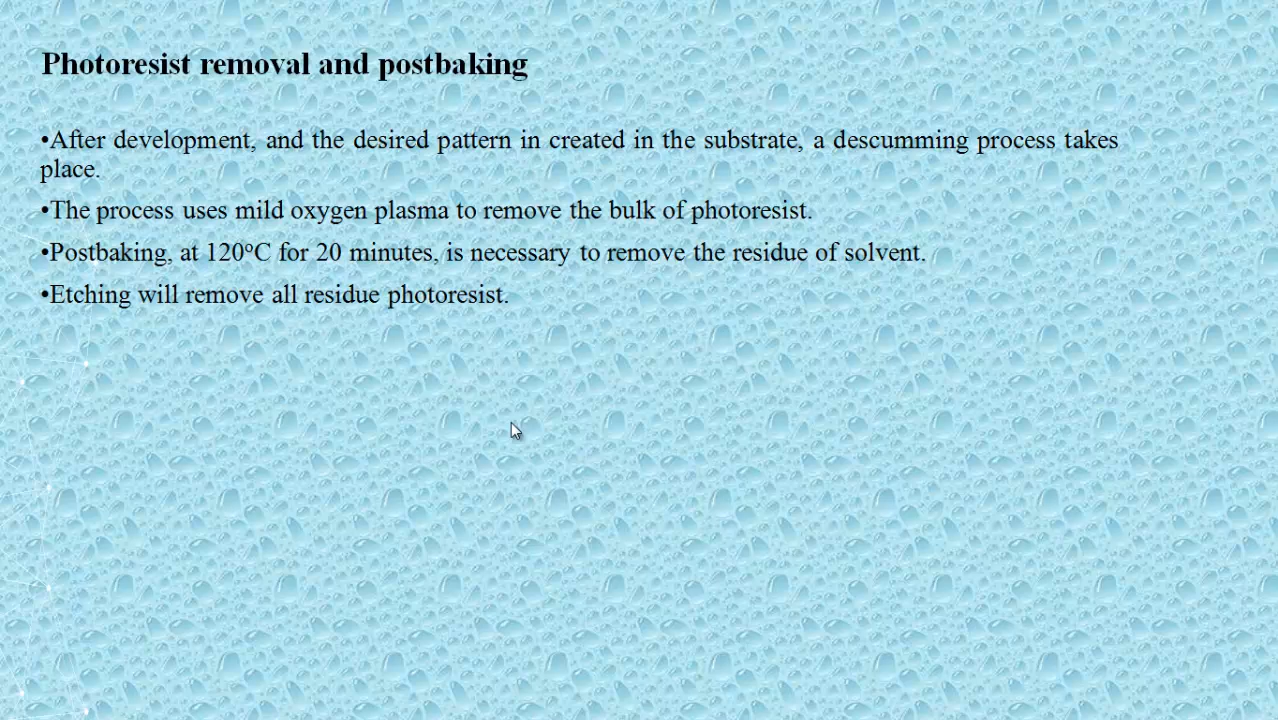 Photoresist removal and postbaking
•After development, and the desired pattern in created in the substrate, a descumming process takes
place.
•The process uses mild oxygen plasma to remove the bulk of photoresist.
•Postbaking, at 120ᵒC for 20 minutes, is necessary to remove the residue of solvent.
•Etching will remove all residue photoresist.